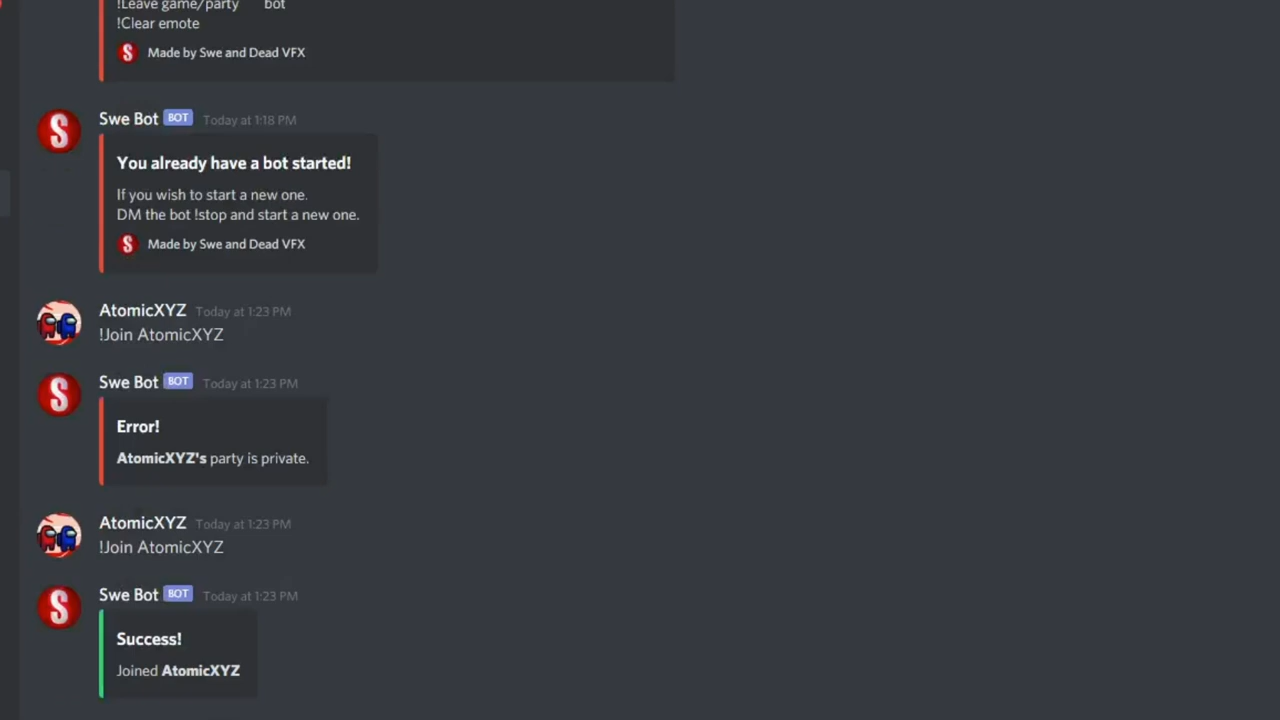 !Leave game/party bot
!Clear emote
Made by Swe and Dead VFX
Swe Bot BOT Today at 1:18 PM
You already have a bot started!
If you wish to start a new one.
DM the bot !stop and start a new one.
Made by Swe and Dead VFX
AtomicXYZ Today at 1:23 PM
!Join AtomicXYZ
Swe Bot BOT Today at 1:23 PM
Error!
AtomicXYZ's party is private.
AtomicXYZ Today at 1:23 PM
!Join AtomicXYZ
Swe Bot BOT Today at 1:23 PM
Success!
Joined AtomicXYZ